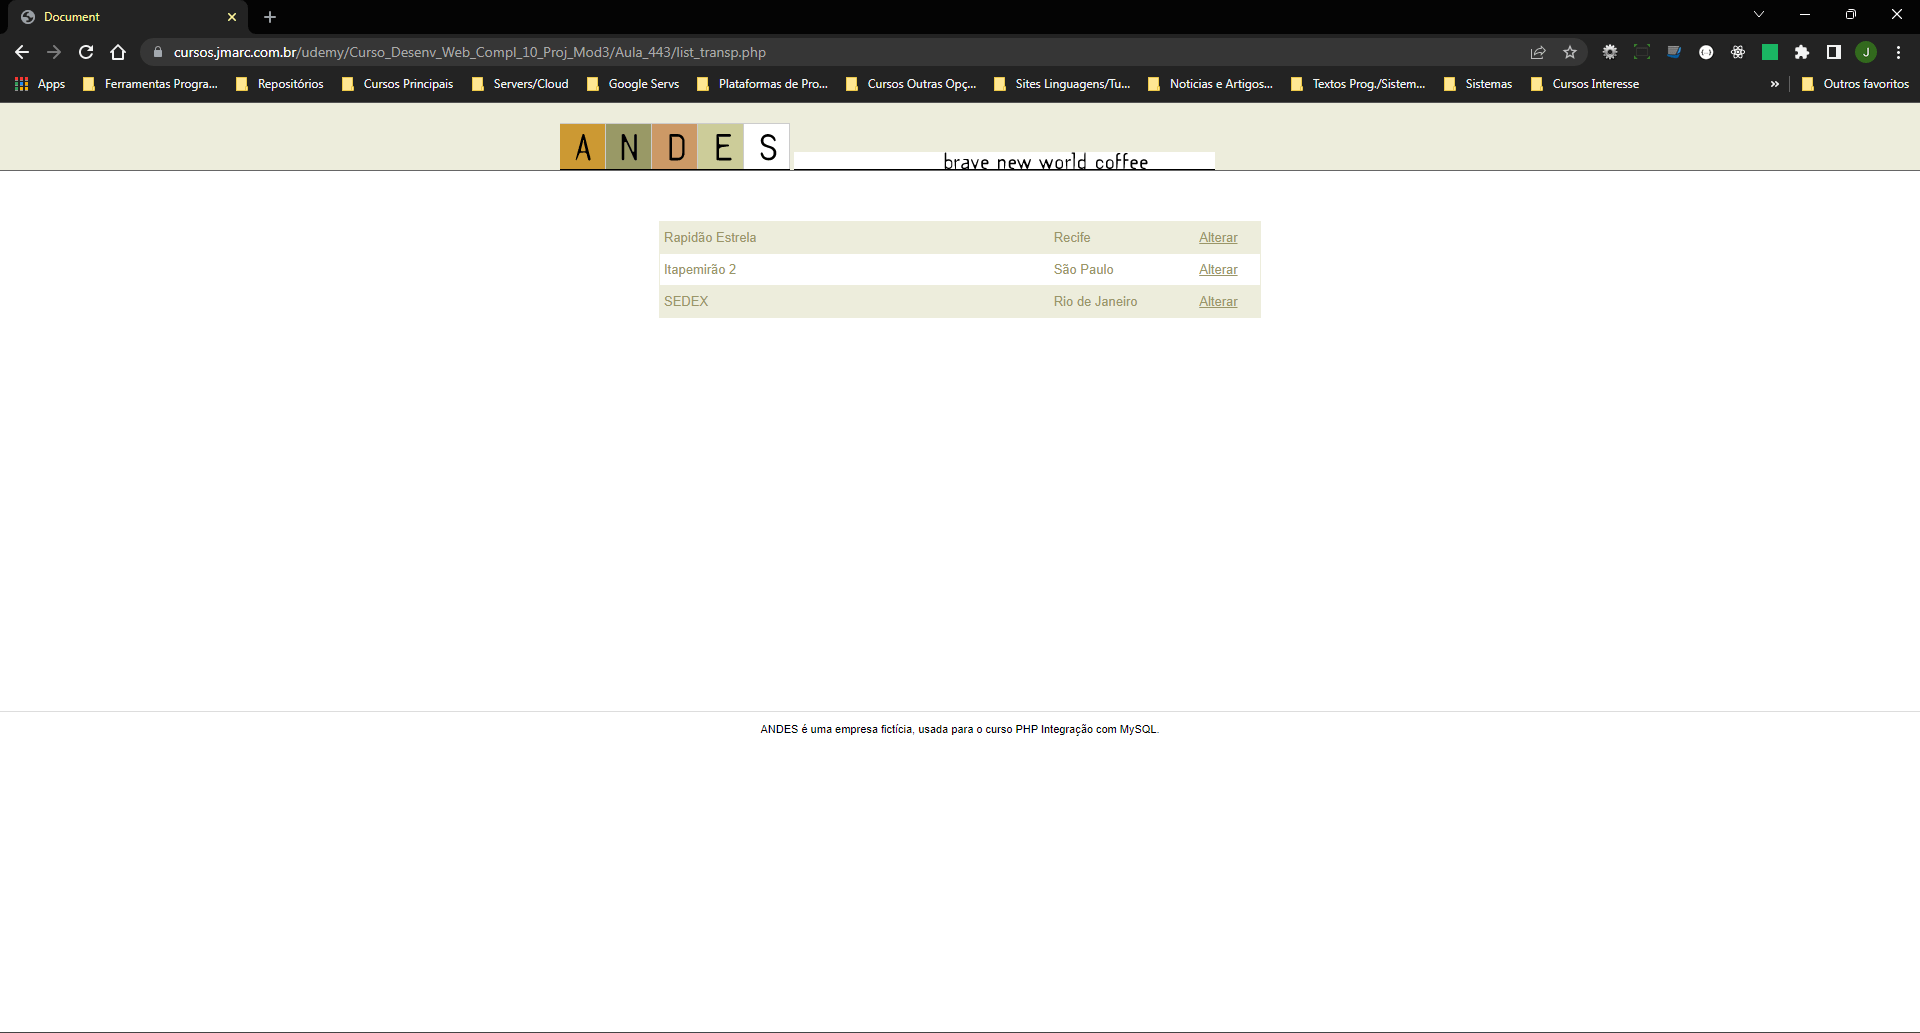 Document
cursos.jmarc.com.br/udemy/Curso_Desenv_Web_Compl_10_Proj_Mod3/Aula_443/list_transp.php
J
Apps Ferramentas Progra... Repositórios Cursos Principais Servers/Cloud Google Servs Plataformas de Pro... Cursos Outras Opç... Sites Linguagens/Tu... Noticias e Artigos... Textos Prog./Sistem... Sistemas Cursos Interesse » Outros favoritos
ANDES brave new world coffee
Rapidão Estrela Recife Alterar
Itapemirão 2 São Paulo Alterar
SEDEX Rio de Janeiro Alterar
ANDES é uma empresa fictícia, usada para o curso PHP Integração com MySQL.